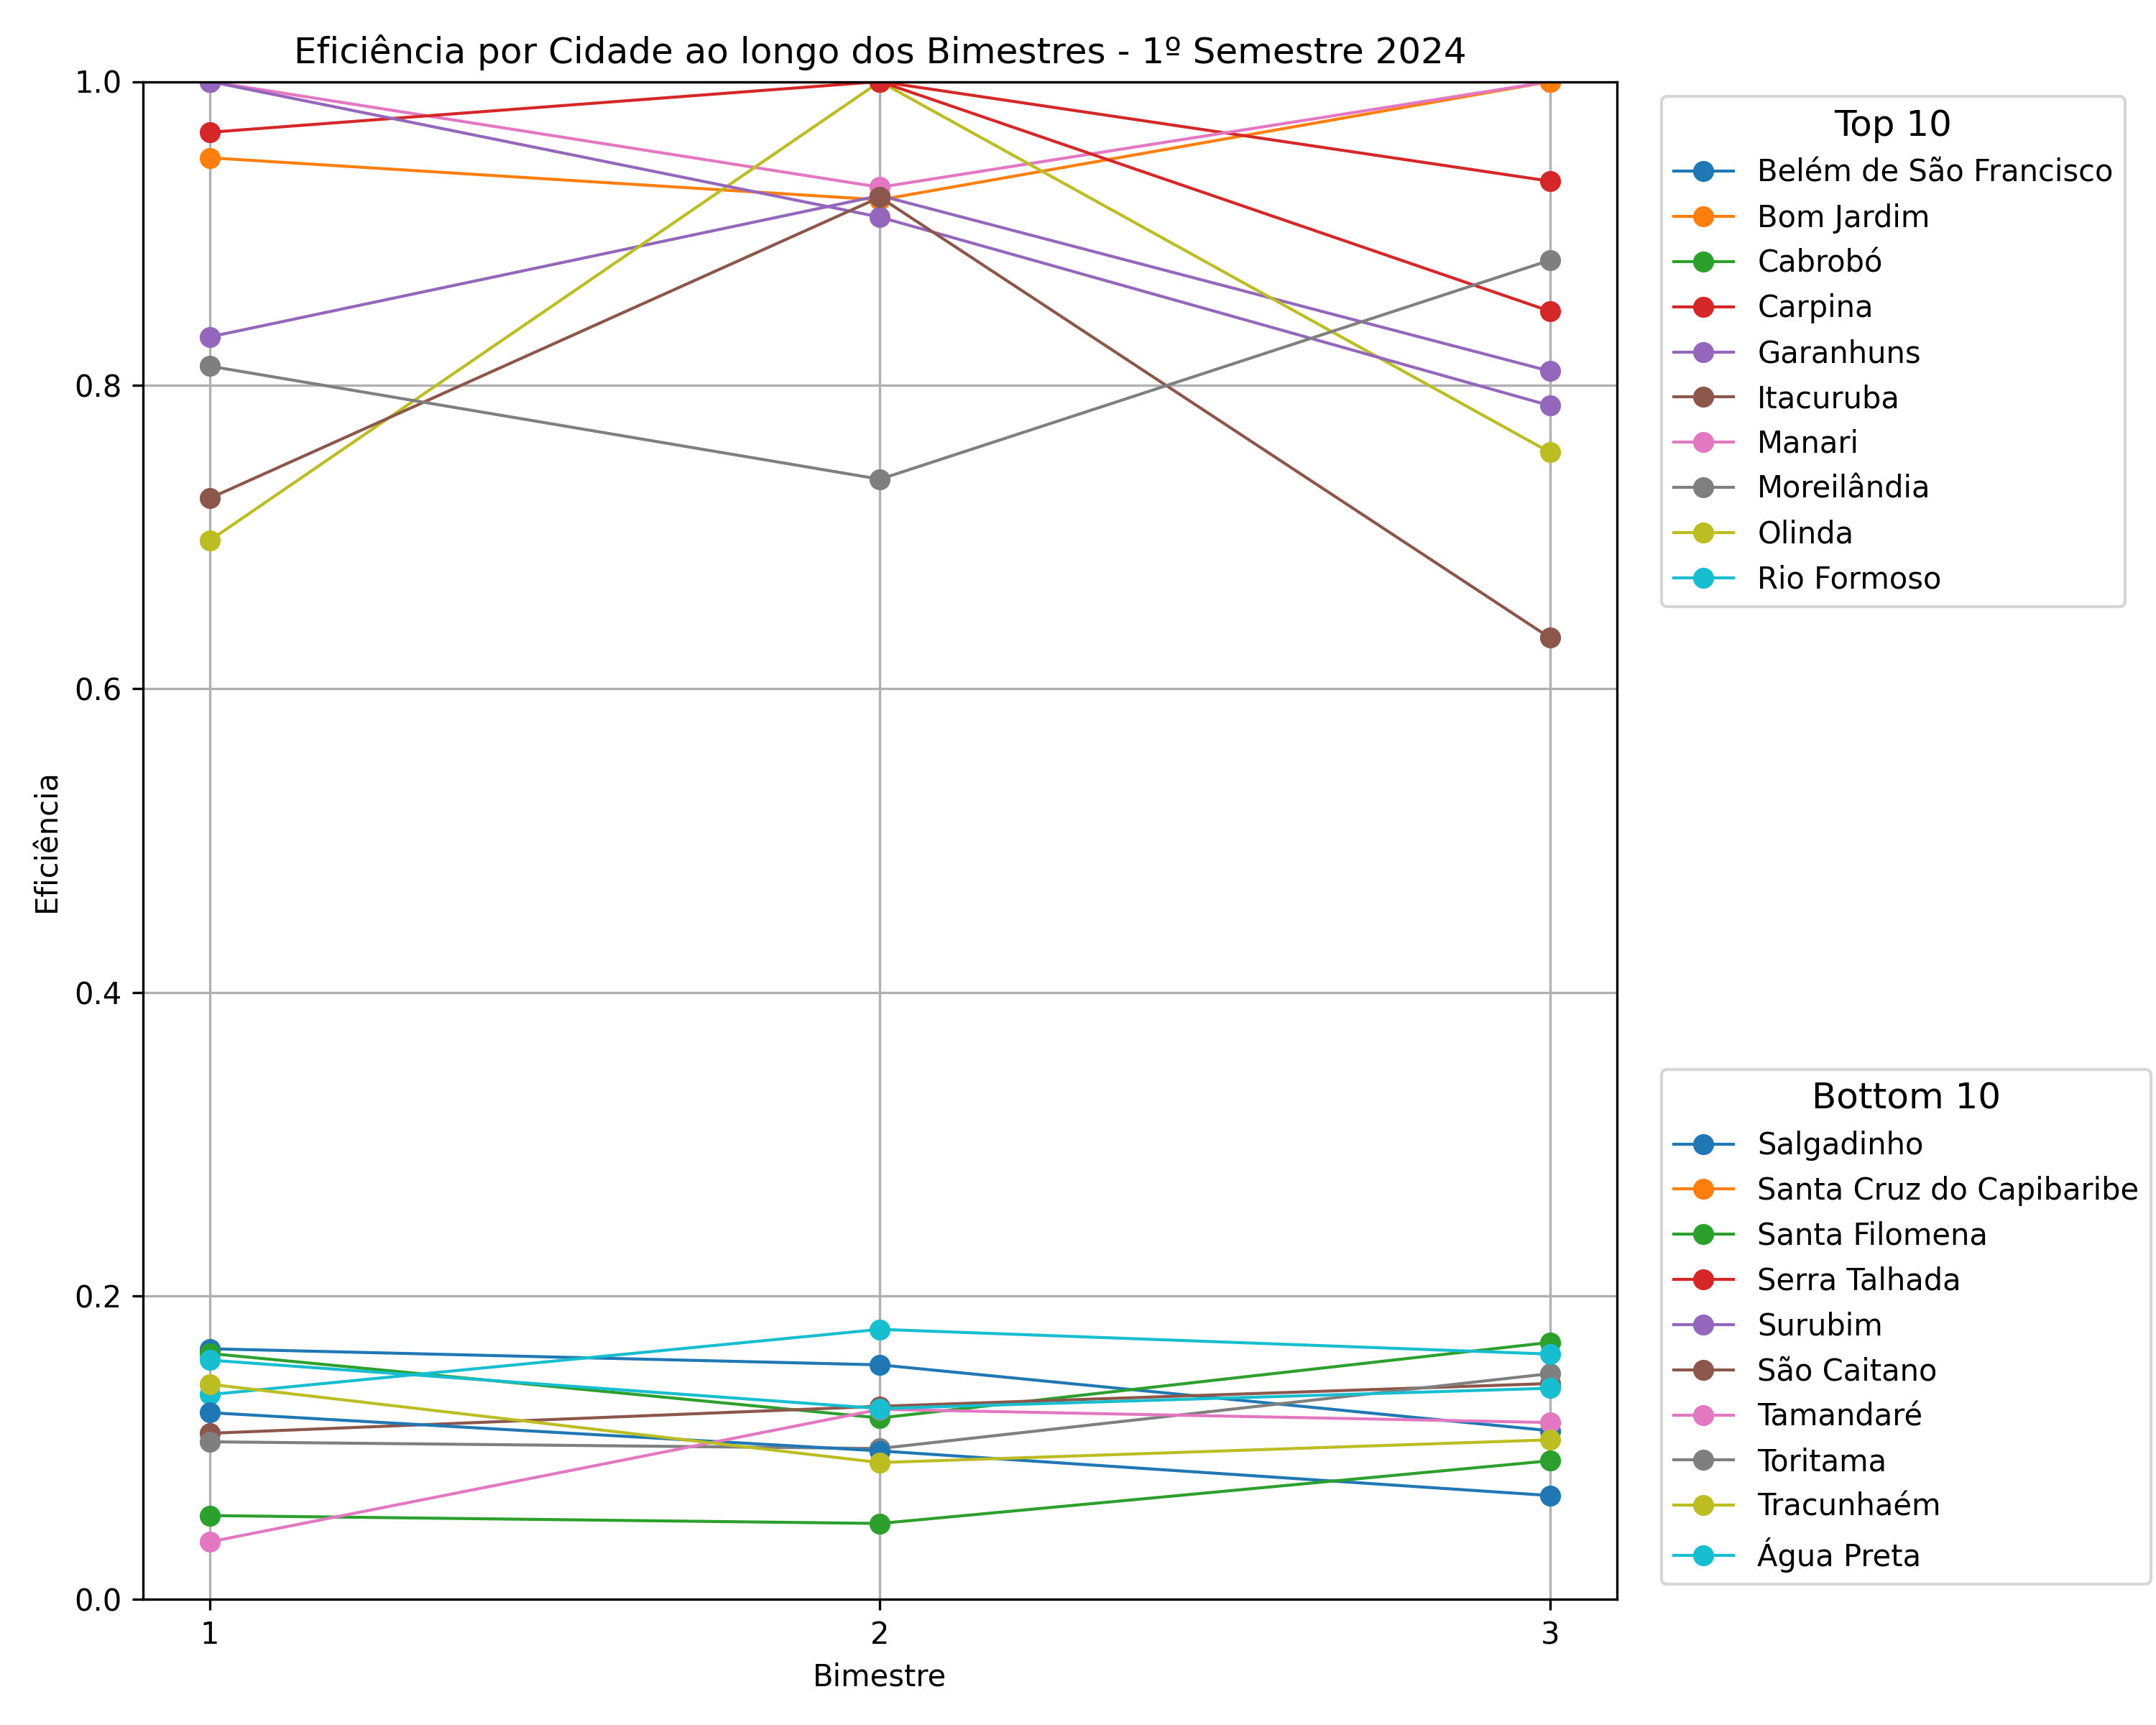 Eficiência por Cidade ao longo dos Bimestres - 1º Semestre 2024
1.0
0.8
0.6
0.4
0.2
0.0
Eficiência
1
2
3
Bimestre
Top 10
Belém de São Francisco
Bom Jardim
Cabrobó
Carpina
Garanhuns
Itacuruba
Manari
Moreilândia
Olinda
Rio Formoso
Bottom 10
Salgadinho
Santa Cruz do Capibaribe
Santa Filomena
Serra Talhada
Surubim
São Caitano
Tamandaré
Toritama
Tracunhaém
Água Preta